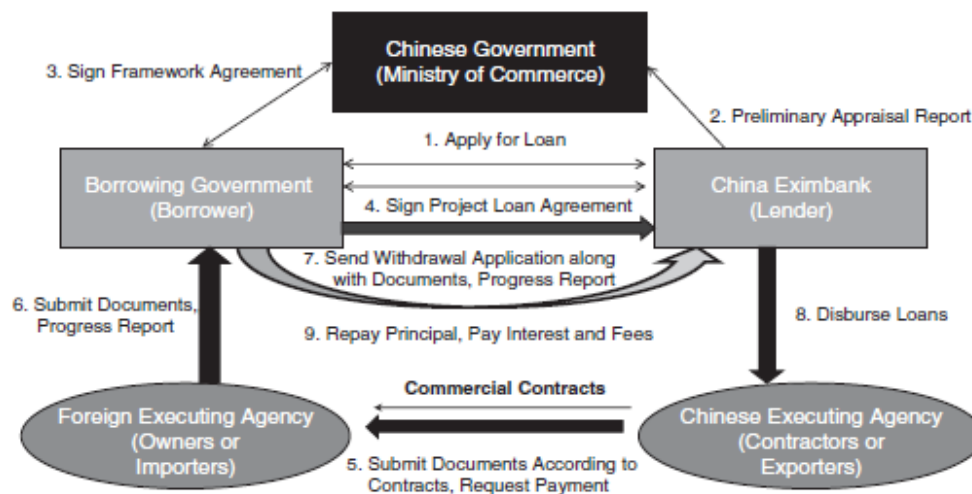 Chinese Government
(Ministry of Commerce)
3. Sign Framework Agreement
2. Preliminary Appraisal Report
1. Apply for Loan
Borrowing Government
(Borrower)
China Eximbank
(Lender)
4. Sign Project Loan Agreement
7. Send Withdrawal Application along
with Documents, Progress Report
6. Submit Documents,
Progress Report
8. Disburse Loans
9. Repay Principal, Pay Interest and Fees
Commercial Contracts
Foreign Executing Agency
(Owners or
Importers)
Chinese Executing Agency
(Contractors or
Exporters)
5. Submit Documents According to
Contracts, Request Payment